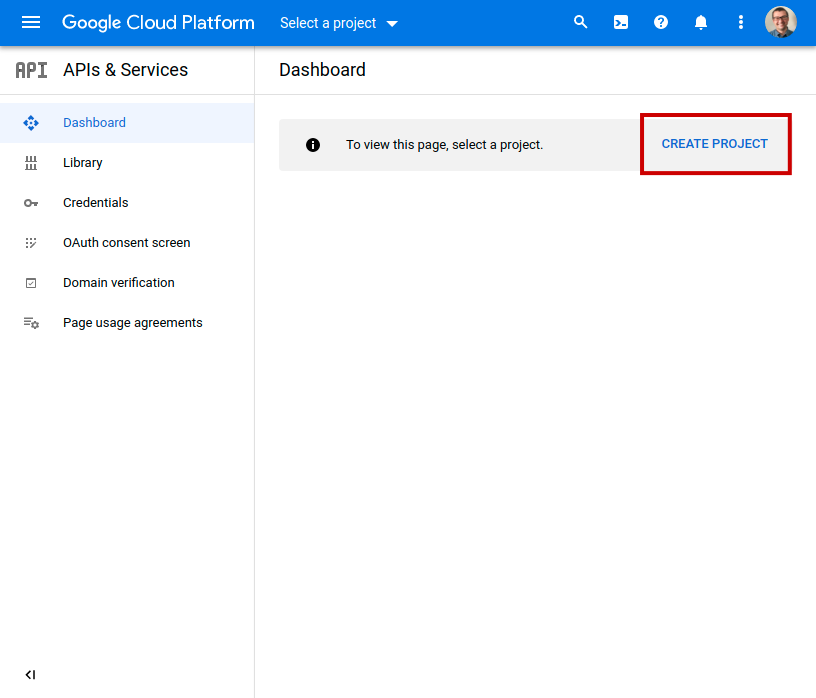 Google Cloud Platform
Select a project
API
APIs & Services
Dashboard
Dashboard
Library
Credentials
OAuth consent screen
Domain verification
Page usage agreements
To view this page, select a project.
CREATE PROJECT